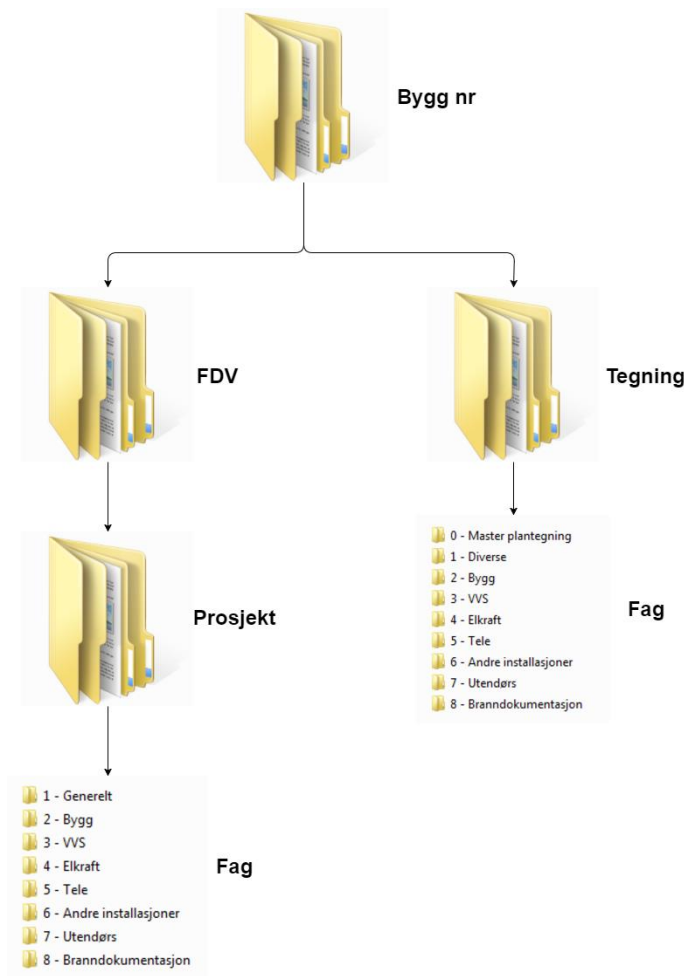 Bygg nr
FDV
Tegning
Prosjekt
0 - Master plantegning
1 - Diverse
2 - Bygg
3 - VVS
4 - Elkraft
5 - Tele
6 - Andre installasjoner
7 - Utendørs
8 - Branndokumentasjon
Fag
1 - Generelt
2 - Bygg
3 - VVS
4 - Elkraft
5 - Tele
6 - Andre installasjoner
7 - Utendørs
8 - Branndokumentasjon
Fag